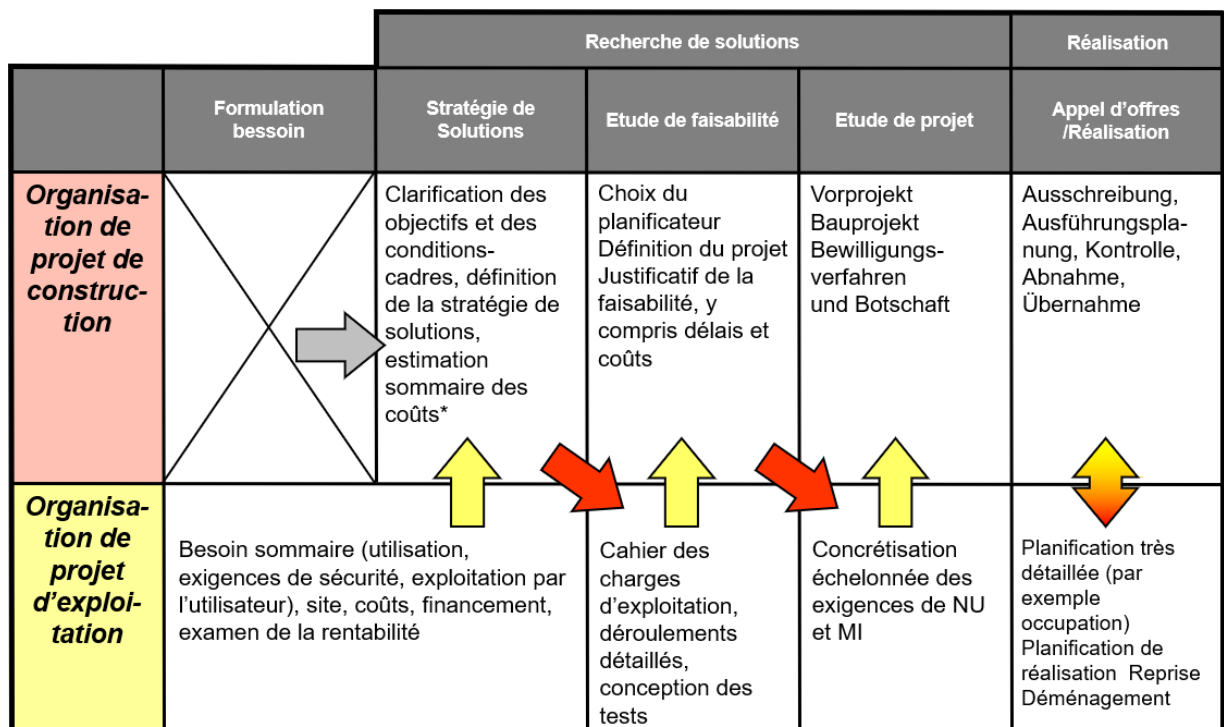 Recherche de solutions
Réalisation
Formulation
bessoin
Stratégie de
Solutions
Etude de faisabilité
Etude de projet
Appel d'offres
/Réalisation
Organisa-
tion de
projet de
construc-
tion
Clarification des
objectifs et des
conditions-
cadres, définition
de la stratégie de
solutions,
estimation
sommaire des
coûts*
Choix du
planificateur
Définition du projet
Justificatif de la
faisabilité, y
compris délais et
coûts
Vorprojekt
Bauprojekt
Bewilligungs-
verfahren
und Botschaft
Ausschreibung,
Ausführungspla-
nung, Kontrolle,
Abnahme,
Übernahme
Organisa-
tion de
projet
d'exploi-
tation
Besoin sommaire (utilisation,
exigences de sécurité, exploitation par
l'utilisateur), site, coûts, financement,
examen de la rentabilité
Cahier des
charges
d'exploitation,
déroulements
détaillés,
conception des
tests
Concrétisation
échelonnée des
exigences de NU
et MI
Planification très
détaillée (par
exemple
occupation)
Planification de
réalisation Reprise
Déménagement